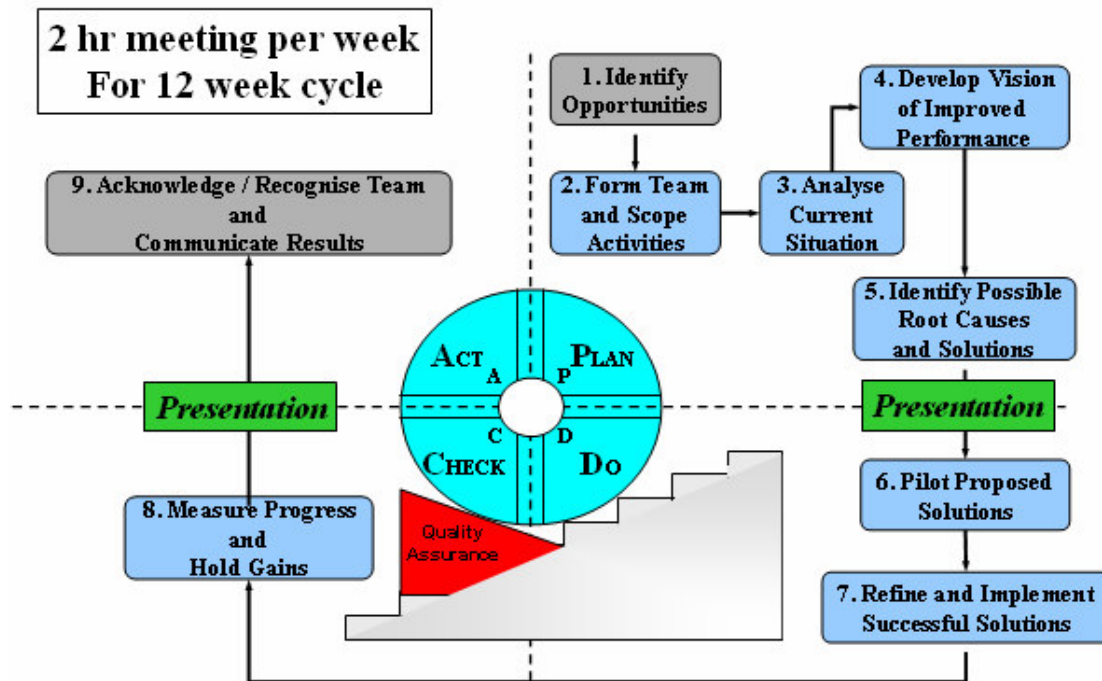 2 hr meeting per week
For 12 week cycle
1. Identify
Opportunities
2. Form Team
and Scope
Activities
3. Analyse
Current
Situation
4. Develop Vision
of Improved
Performance
5. Identify Possible
Root Causes
and Solutions
Presentation
6. Pilot Proposed
Solutions
7. Refine and Implement
Successful Solutions
8. Measure Progress
and
Hold Gains
Presentation
9. Acknowledge / Recognise Team
and
Communicate Results
ACT
A
PLAN
P
C
CHECK
D
DO
Quality
Assurance